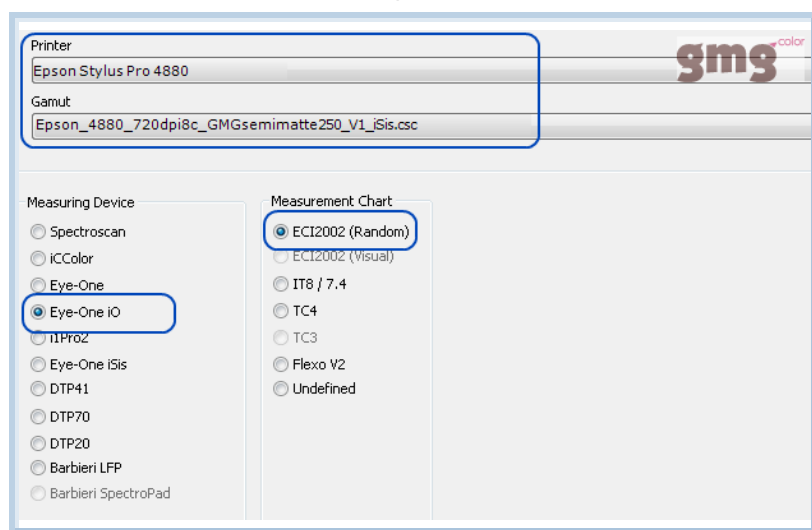 Printer
gmg color
Epson Stylus Pro 4880
Gamut
Epson_4880_720dpi8c_GMGsemimatte250_V1_iSis.csc
Measuring Device
Spectroscan
iCColor
Eye-One
Eye-One iO
i1Pro2
Eye-One iSis
DTP41
DTP70
DTP20
Barbieri LFP
Barbieri SpectroPad
Measurement Chart
ECI2002 (Random)
ECI2002 (Visual)
IT8 / 7.4
TC4
TC3
Flexo V2
Undefined